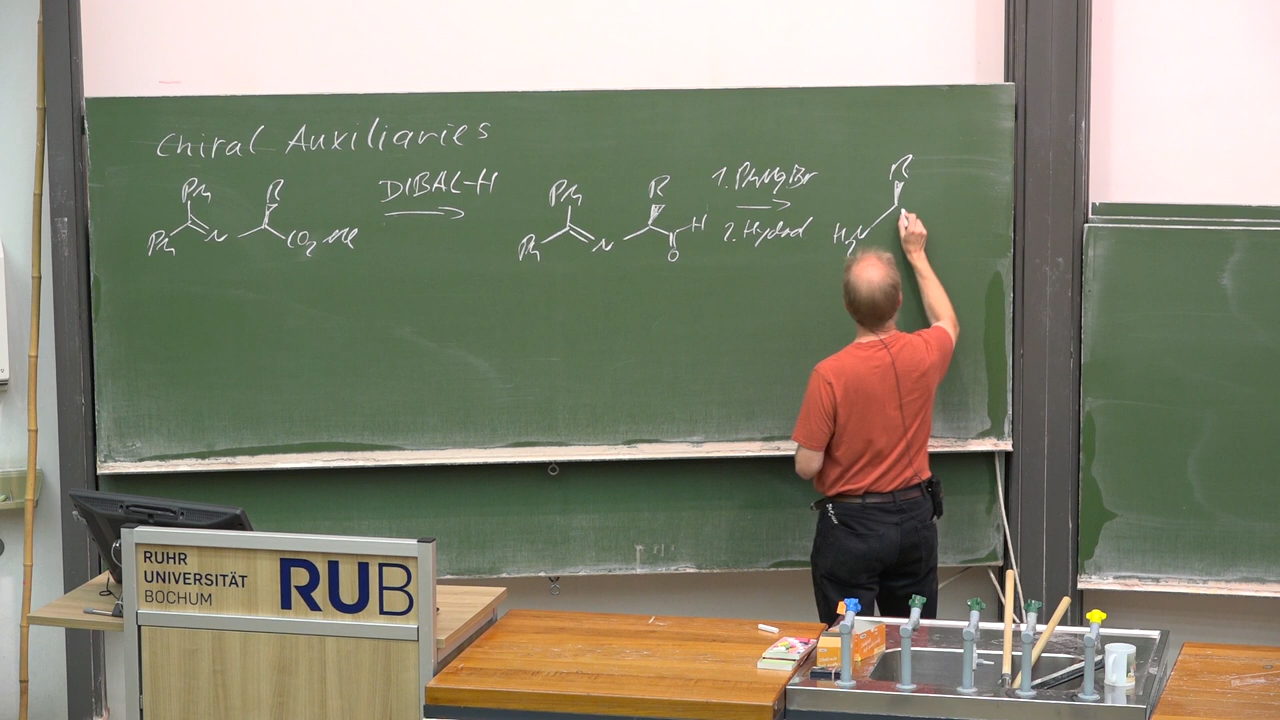 Chiral Auxiliaries
Ph R DIBAL-H Ph R 1. PhMgBr R
Ph N CO2Me Ph N H O 2. Hydrol H2N
RUHR
UNIVERSITÄT
BOCHUM
RUB